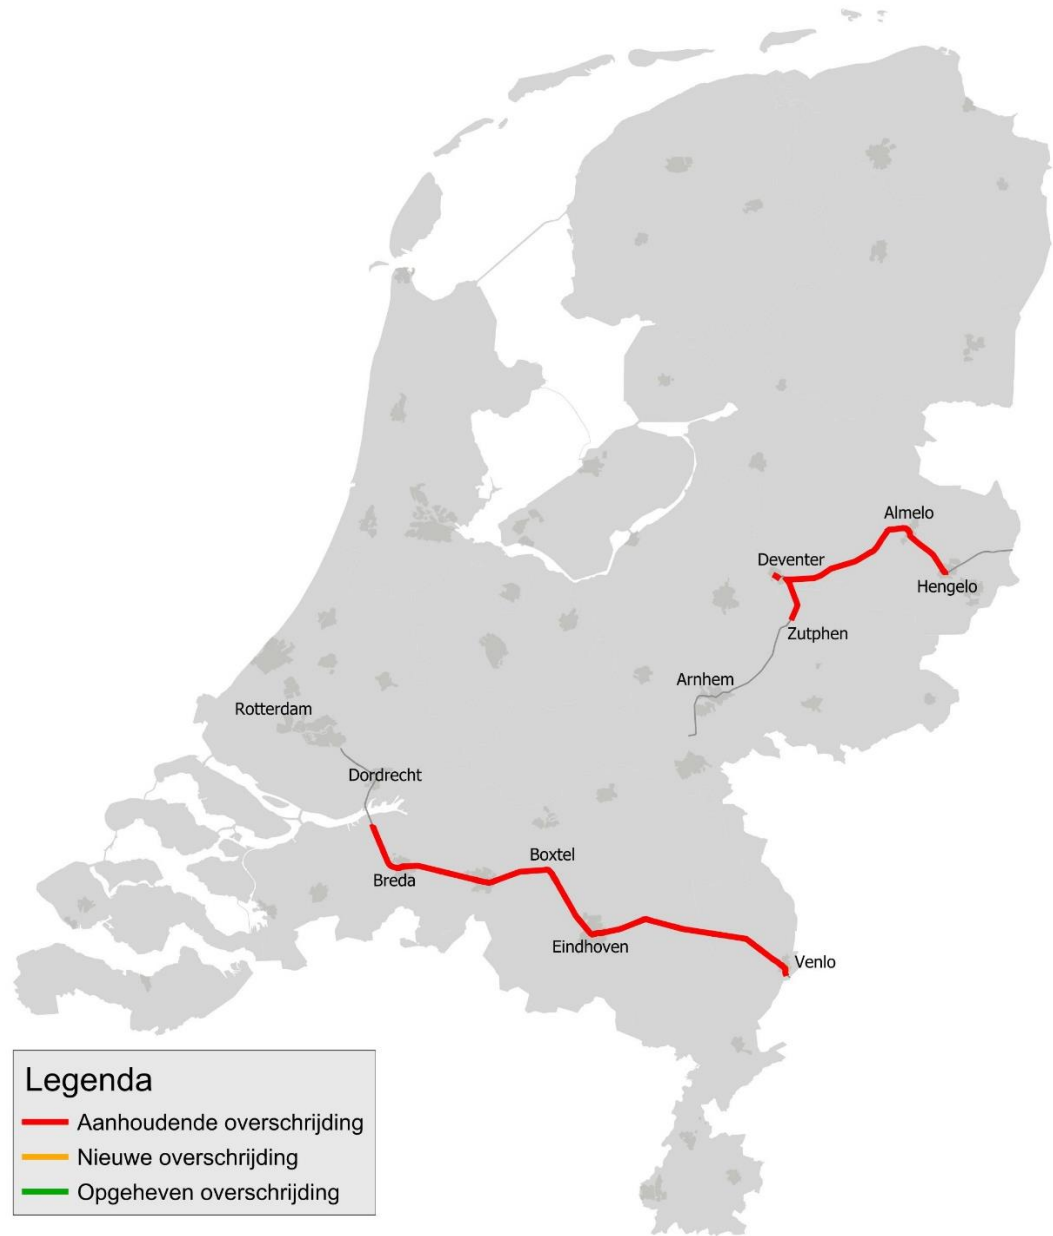 Almelo
Deventer
Hengelo
Zutphen
Arnhem
Rotterdam
Dordrecht
Boxtel
Breda
Eindhoven
Venlo
Legenda
Aanhoudende overschrijding
Nieuwe overschrijding
Opgeheven overschrijding